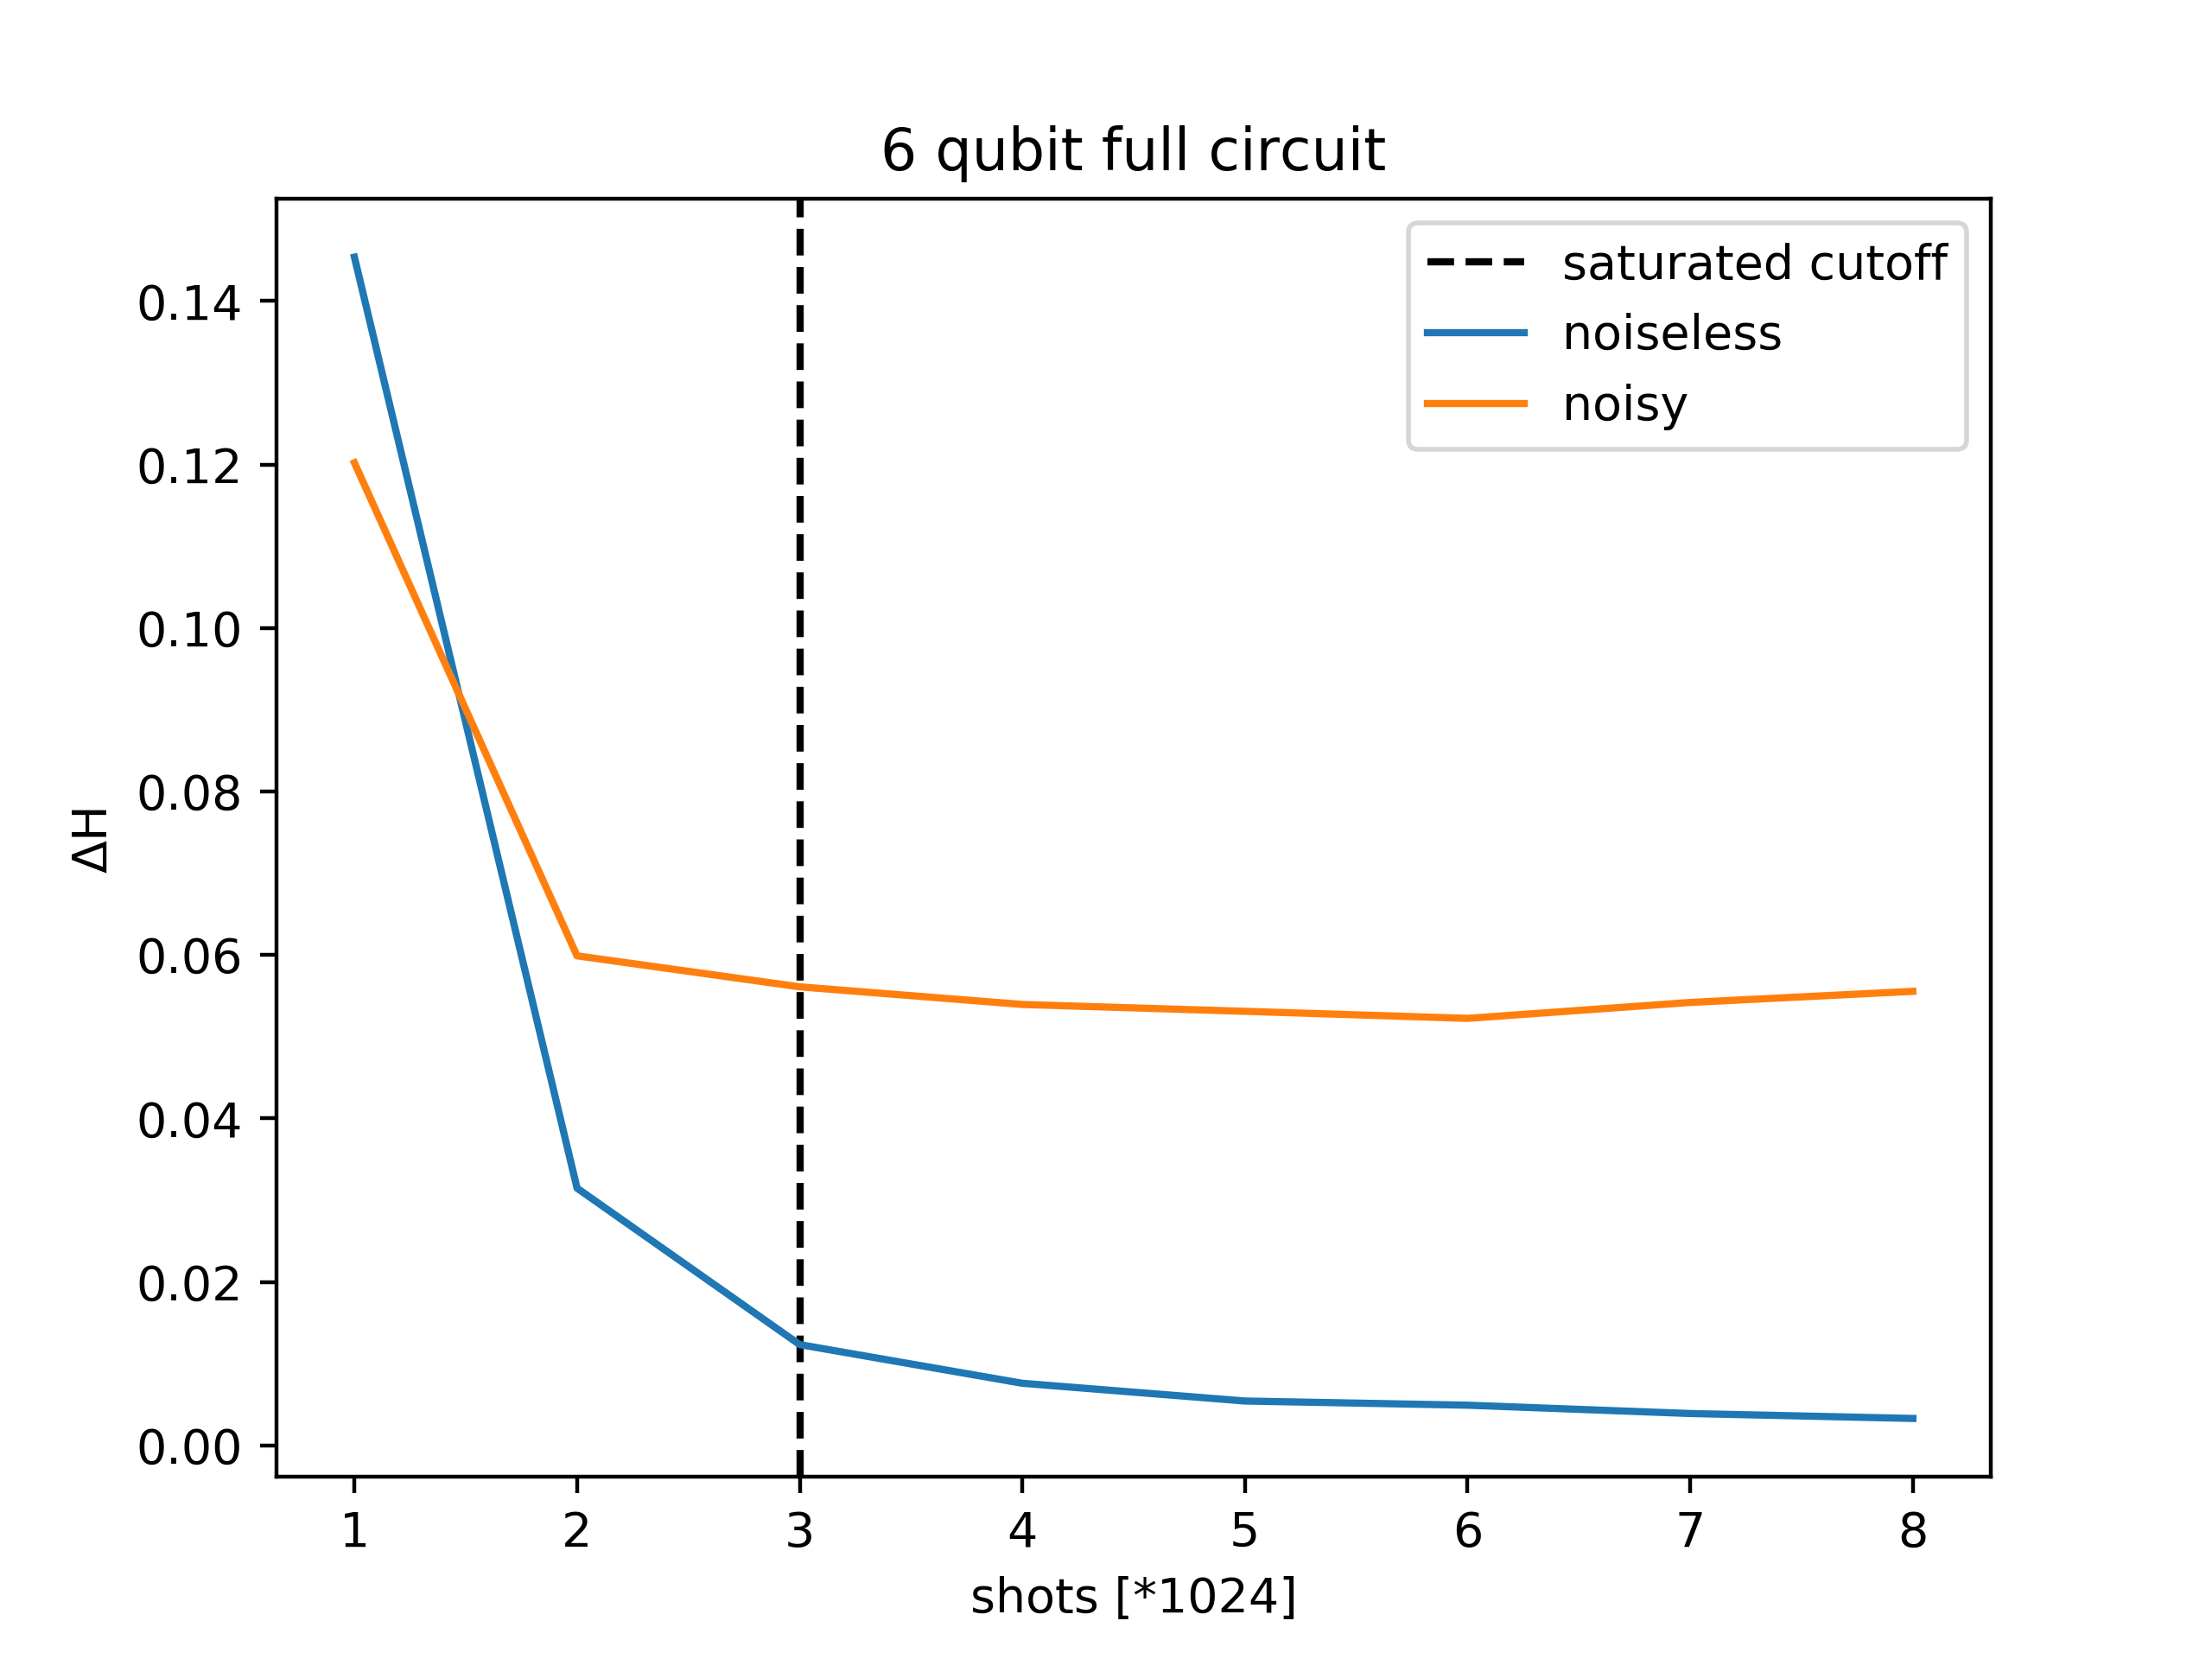 6 qubit full circuit
saturated cutoff
noiseless
noisy
ΔH
0.14
0.12
0.10
0.08
0.06
0.04
0.02
0.00
1 2 3 4 5 6 7 8
shots [*1024]